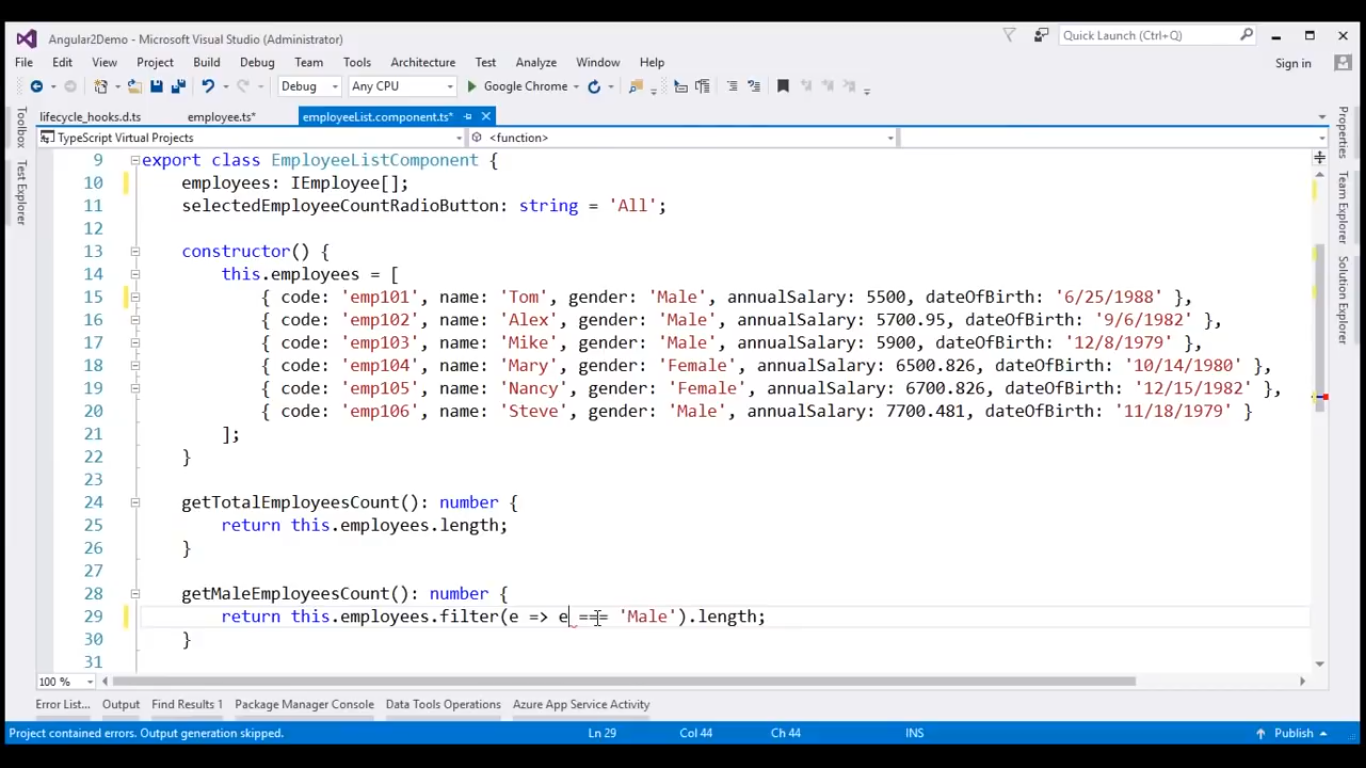 Angular2Demo - Microsoft Visual Studio (Administrator)
Quick Launch (Ctrl+Q)
File Edit View Project Build Debug Team Tools Architecture Test Analyze Window Help
Sign in
Debug Any CPU Google Chrome
lifecycle_hooks.d.ts employee.ts* employeeList.component.ts*
TypeScript Virtual Projects <function>
Toolbox
Test Explorer
Properties
Team Explorer
Solution Explorer
9 export class EmployeeListComponent {
10 employees: IEmployee[];
11 selectedEmployeeCountRadioButton: string = 'All';
12
13 constructor() {
14 this.employees = [
15 { code: 'emp101', name: 'Tom', gender: 'Male', annualSalary: 5500, dateOfBirth: '6/25/1988' },
16 { code: 'emp102', name: 'Alex', gender: 'Male', annualSalary: 5700.95, dateOfBirth: '9/6/1982' },
17 { code: 'emp103', name: 'Mike', gender: 'Male', annualSalary: 5900, dateOfBirth: '12/8/1979' },
18 { code: 'emp104', name: 'Mary', gender: 'Female', annualSalary: 6500.826, dateOfBirth: '10/14/1980' },
19 { code: 'emp105', name: 'Nancy', gender: 'Female', annualSalary: 6700.826, dateOfBirth: '12/15/1982' },
20 { code: 'emp106', name: 'Steve', gender: 'Male', annualSalary: 7700.481, dateOfBirth: '11/18/1979' }
21 ];
22 }
23
24 getTotalEmployeesCount(): number {
25 return this.employees.length;
26 }
27
28 getMaleEmployeesCount(): number {
29 return this.employees.filter(e => e === 'Male').length;
30 }
31
100 %
Error List... Output Find Results 1 Package Manager Console Data Tools Operations Azure App Service Activity
Project contained errors. Output generation skipped. Ln 29 Col 44 Ch 44 INS Publish